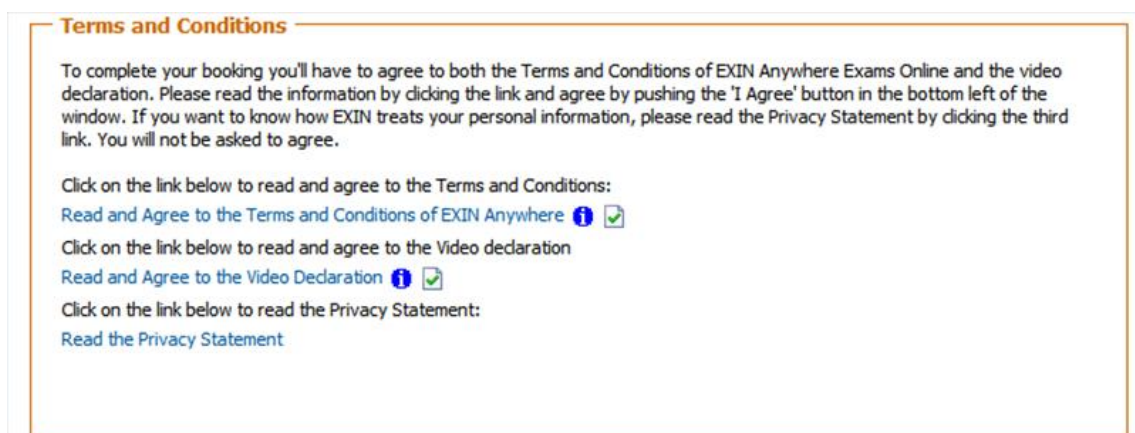 Terms and Conditions
To complete your booking you'll have to agree to both the Terms and Conditions of EXIN Anywhere Exams Online and the video
declaration. Please read the information by clicking the link and agree by pushing the 'I Agree' button in the bottom left of the
window. If you want to know how EXIN treats your personal information, please read the Privacy Statement by clicking the third
link. You will not be asked to agree.
Click on the link below to read and agree to the Terms and Conditions:
Read and Agree to the Terms and Conditions of EXIN Anywhere
Click on the link below to read and agree to the Video declaration
Read and Agree to the Video Declaration
Click on the link below to read the Privacy Statement:
Read the Privacy Statement